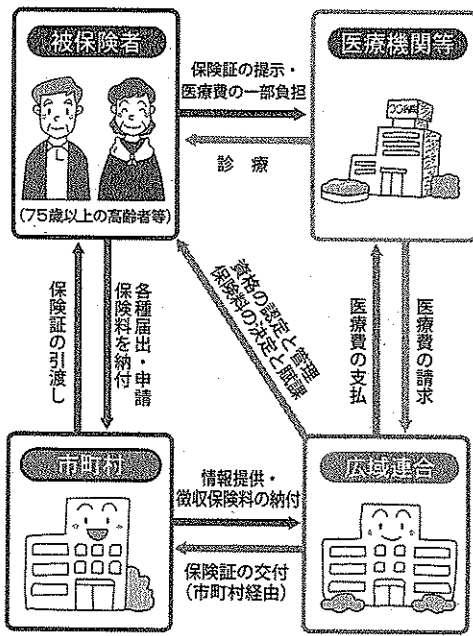 被保険者
(75歳以上の高齢者等)
保険証の提示・
医療費の一部負担
診療
医療機関等
保険証の引渡し
各種届出・申請
保険料を納付
資格の認定と管理
保険料の決定と賦課
医療費の支払
医療費の請求
市町村
情報提供・
徴収保険料の納付
保険証の交付
(市町村経由)
広域連合